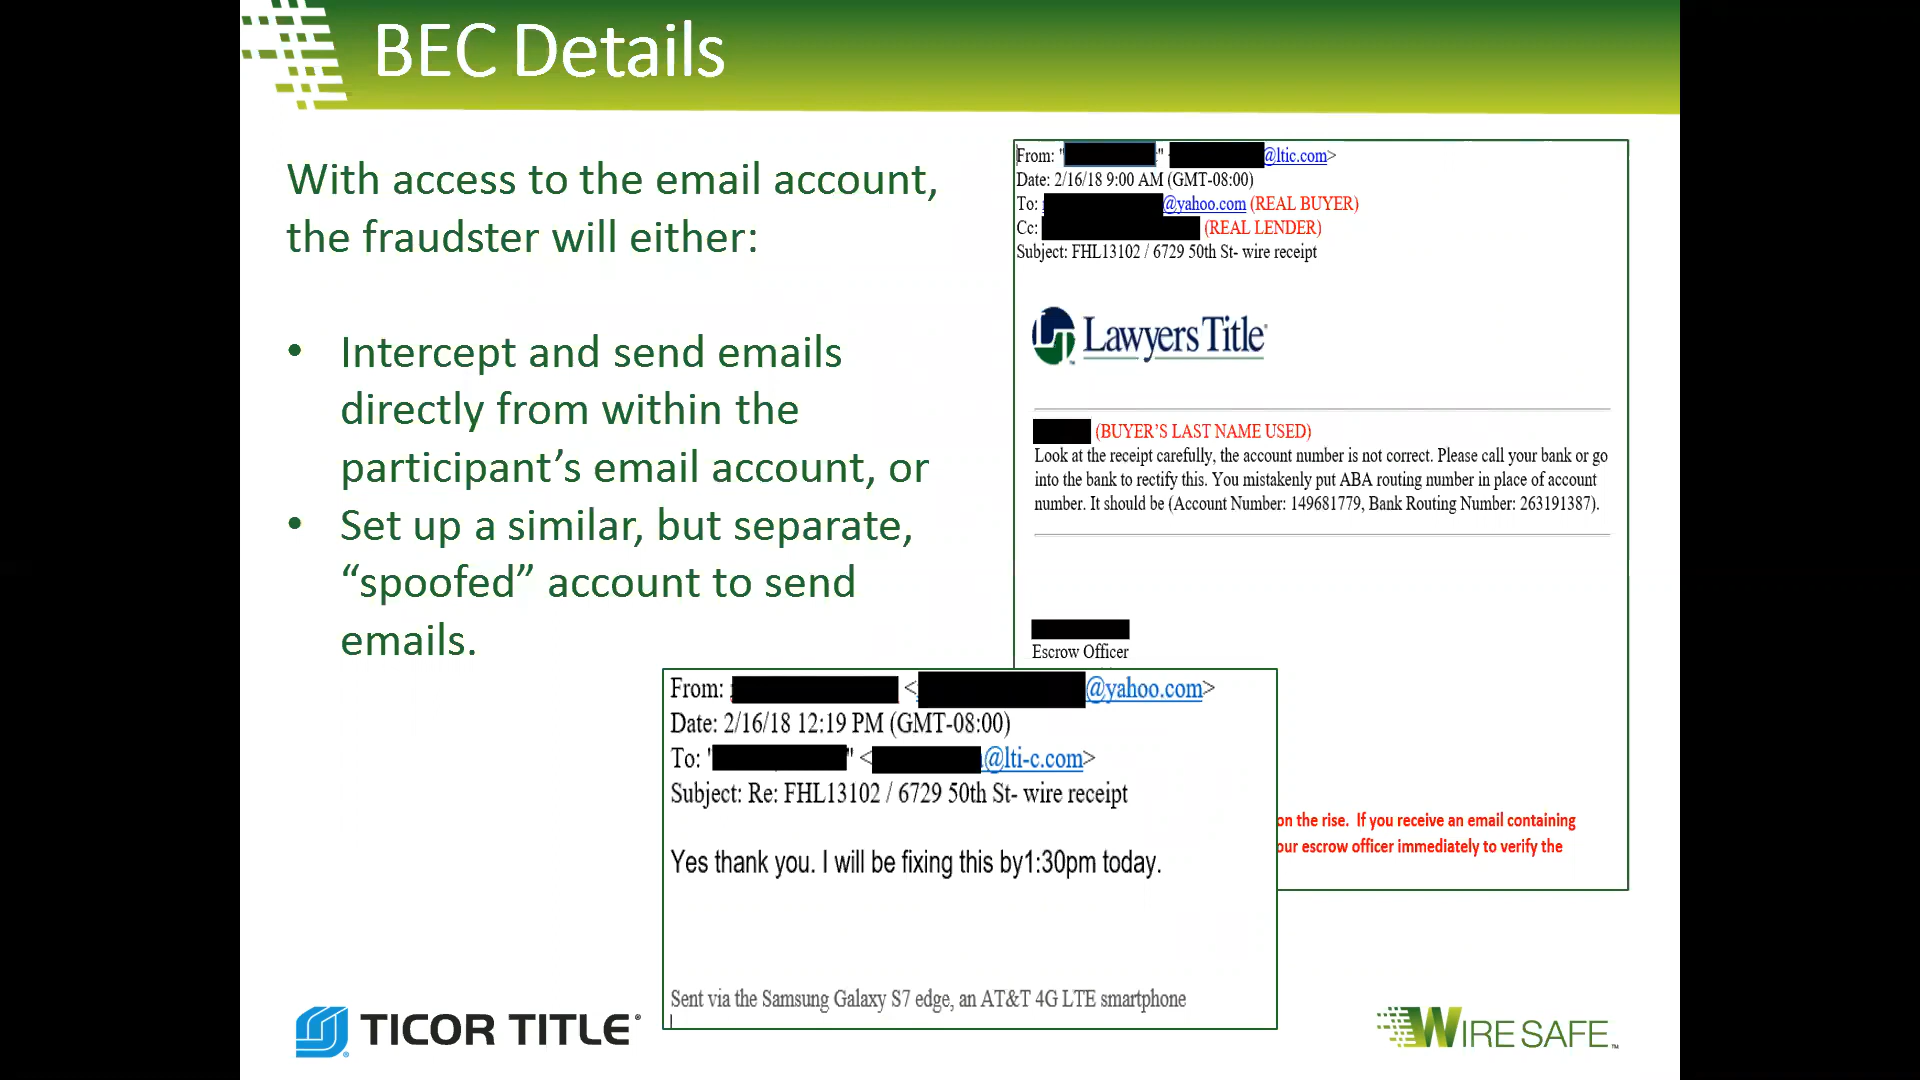 BEC Details
With access to the email account,
the fraudster will either:
• Intercept and send emails
directly from within the
participant’s email account, or
• Set up a similar, but separate,
“spoofed” account to send
emails.
From: " " @ltic.com>
Date: 2/16/18 9:00 AM (GMT-08:00)
To: @yahoo.com (REAL BUYER)
Cc: (REAL LENDER)
Subject: FHL13102 / 6729 50th St- wire receipt
LT Lawyers Title
(BUYER’S LAST NAME USED)
Look at the receipt carefully, the account number is not correct. Please call your bank or go
into the bank to rectify this. You mistakenly put ABA routing number in place of account
number. It should be (Account Number: 149681779, Bank Routing Number: 263191387).
Escrow Officer
on the rise. If you receive an email containing
our escrow officer immediately to verify the
From: < @yahoo.com>
Date: 2/16/18 12:19 PM (GMT-08:00)
To: " " < @lti-c.com>
Subject: Re: FHL13102 / 6729 50th St- wire receipt
Yes thank you. I will be fixing this by1:30pm today.
Sent via the Samsung Galaxy S7 edge, an AT&T 4G LTE smartphone
TICOR TITLE
WIRE SAFE™